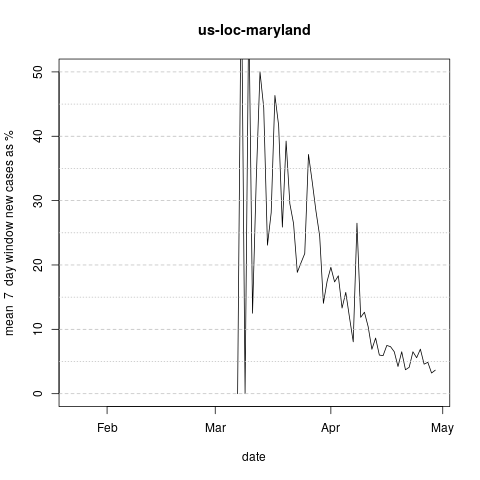 us-loc-maryland
mean  7  day window new cases as %
50
40
30
20
10
0
Feb
Mar
Apr
May
date